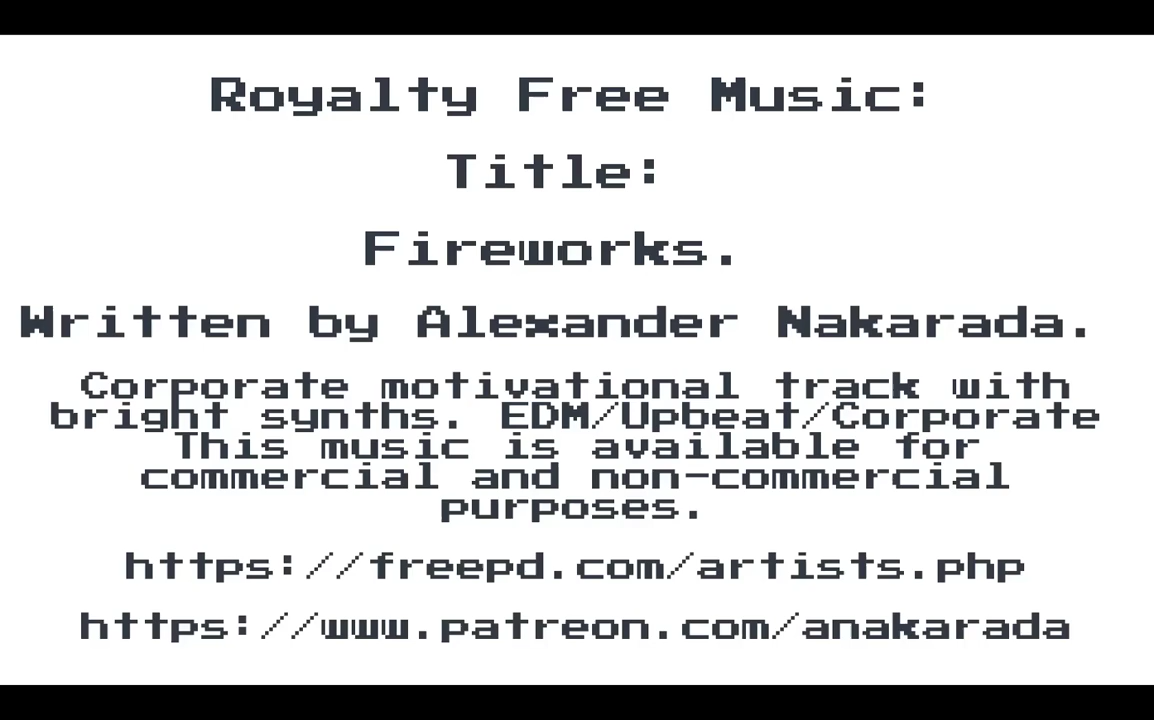 Royalty Free Music:
Title:
Fireworks.
Written by Alexander Nakarada.
Corporate motivational track with
bright synths. EDM/Upbeat/Corporate
This music is available for
commercial and non-commercial
purposes.
https://freepd.com/artists.php
https://www.patreon.com/anakarada